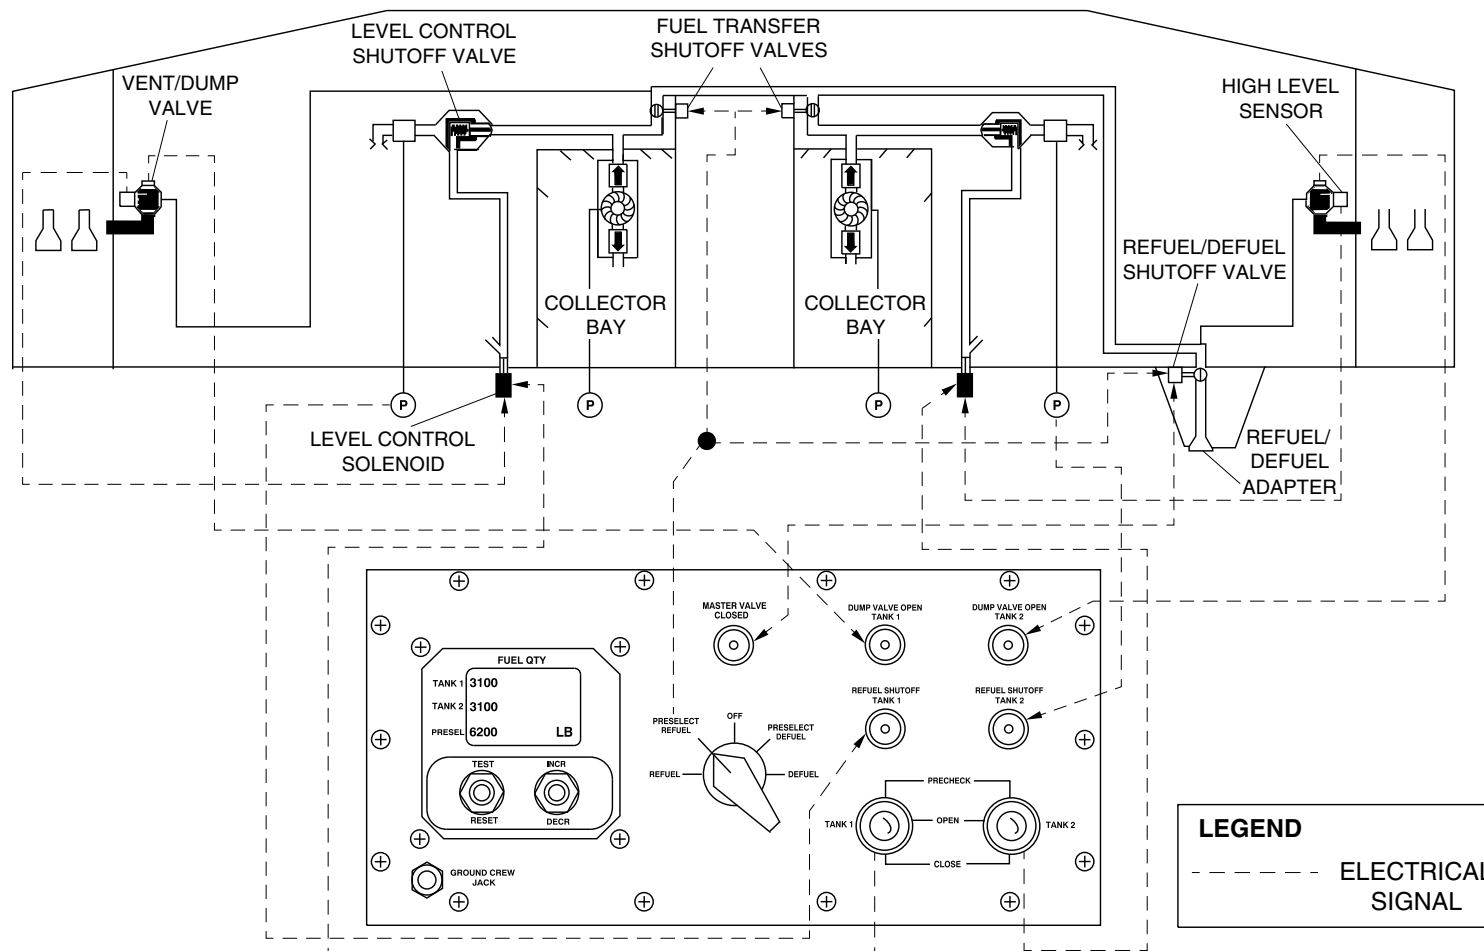 LEVEL CONTROL
SHUTOFF VALVE
FUEL TRANSFER
SHUTOFF VALVES
VENT/DUMP
VALVE
HIGH LEVEL
SENSOR
REFUEL/DEFUEL
SHUTOFF VALVE
COLLECTOR
BAY
COLLECTOR
BAY
P
P
P
P
LEVEL CONTROL
SOLENOID
REFUEL/
DEFUEL
ADAPTER
MASTER VALVE
CLOSED
DUMP VALVE OPEN
TANK 1
DUMP VALVE OPEN
TANK 2
FUEL QTY
TANK 1 3100
TANK 2 3100
PRESEL 6200 LB
TEST
RESET
INCR
DECR
GROUND CREW
JACK
REFUEL SHUTOFF
TANK 1
REFUEL SHUTOFF
TANK 2
PRESELECT
REFUEL
OFF
PRESELECT
DEFUEL
REFUEL
DEFUEL
PRECHECK
TANK 1
OPEN
TANK 2
CLOSE
LEGEND
ELECTRICAL
SIGNAL